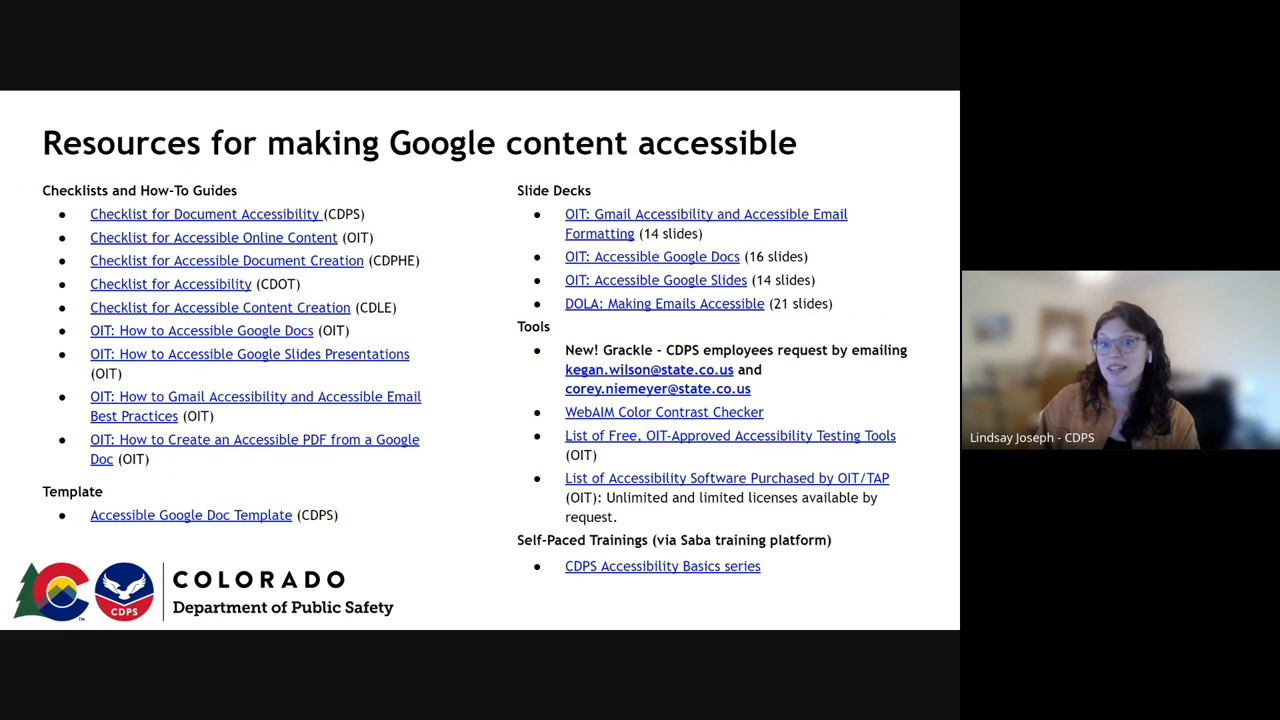 Resources for making Google content accessible
Checklists and How-To Guides
● Checklist for Document Accessibility (CDPS)
● Checklist for Accessible Online Content (OIT)
● Checklist for Accessible Document Creation (CDPHE)
● Checklist for Accessibility (CDOT)
● Checklist for Accessible Content Creation (CDLE)
● OIT: How to Accessible Google Docs (OIT)
● OIT: How to Accessible Google Slides Presentations
(OIT)
● OIT: How to Gmail Accessibility and Accessible Email
Best Practices (OIT)
● OIT: How to Create an Accessible PDF from a Google
Doc (OIT)
Template
● Accessible Google Doc Template (CDPS)
Slide Decks
● OIT: Gmail Accessibility and Accessible Email
Formatting (14 slides)
● OIT: Accessible Google Docs (16 slides)
● OIT: Accessible Google Slides (14 slides)
● DOLA: Making Emails Accessible (21 slides)
Tools
● New! Grackle - CDPS employees request by emailing
kegan.wilson@state.co.us and
corey.niemeyer@state.co.us
● WebAIM Color Contrast Checker
● List of Free, OIT-Approved Accessibility Testing Tools
(OIT)
● List of Accessibility Software Purchased by OIT/TAP
(OIT): Unlimited and limited licenses available by
request.
Self-Paced Trainings (via Saba training platform)
● CDPS Accessibility Basics series
TM
CDPS
COLORADO
Department of Public Safety
Lindsay Joseph - CDPS